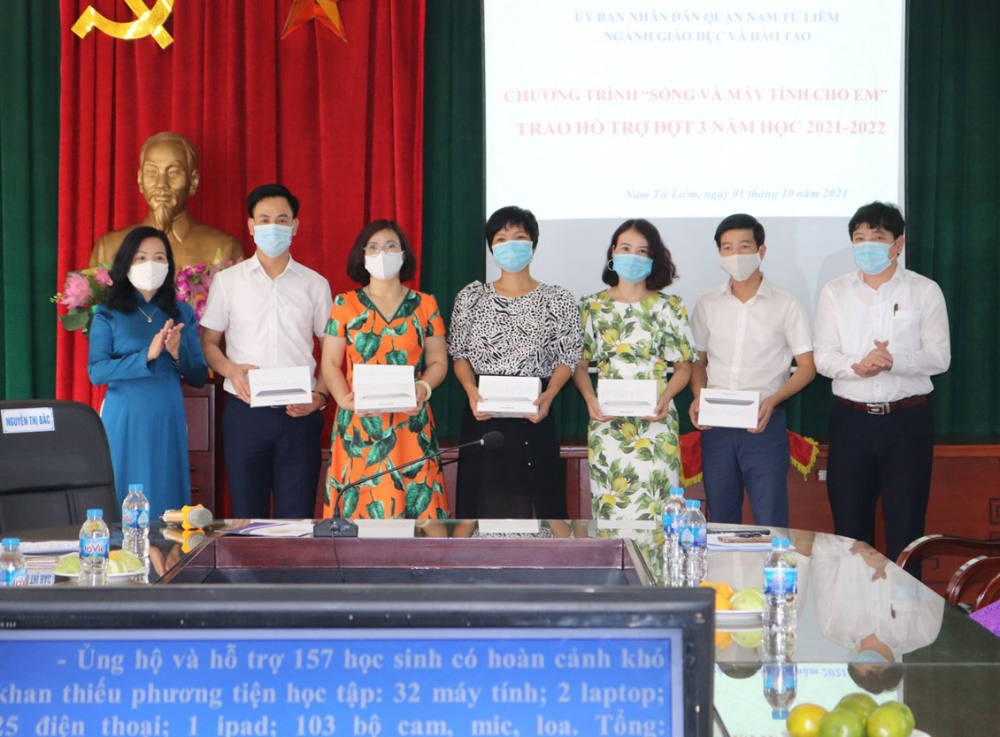 ỦY BAN NHÂN DÂN QUẬN NAM TỪ LIÊM
NGÀNH GIÁO DỤC VÀ ĐÀO TẠO
CHƯƠNG TRÌNH “SÓNG VÀ MÁY TÍNH CHO EM”
TRAO HỖ TRỢ ĐỢT 3 NĂM HỌC 2021-2022
Nam Từ Liêm, ngày 01 tháng 10 năm 2021
NGUYỄN THỊ BẮC
LaVie
- Ủng hộ và hỗ trợ 157 học sinh có hoàn cảnh khó
khan thiếu phương tiện học tập: 32 máy tính; 2 laptop;
25 điện thoại; 1 ipad; 103 bộ cam, mic, loa. Tổng: